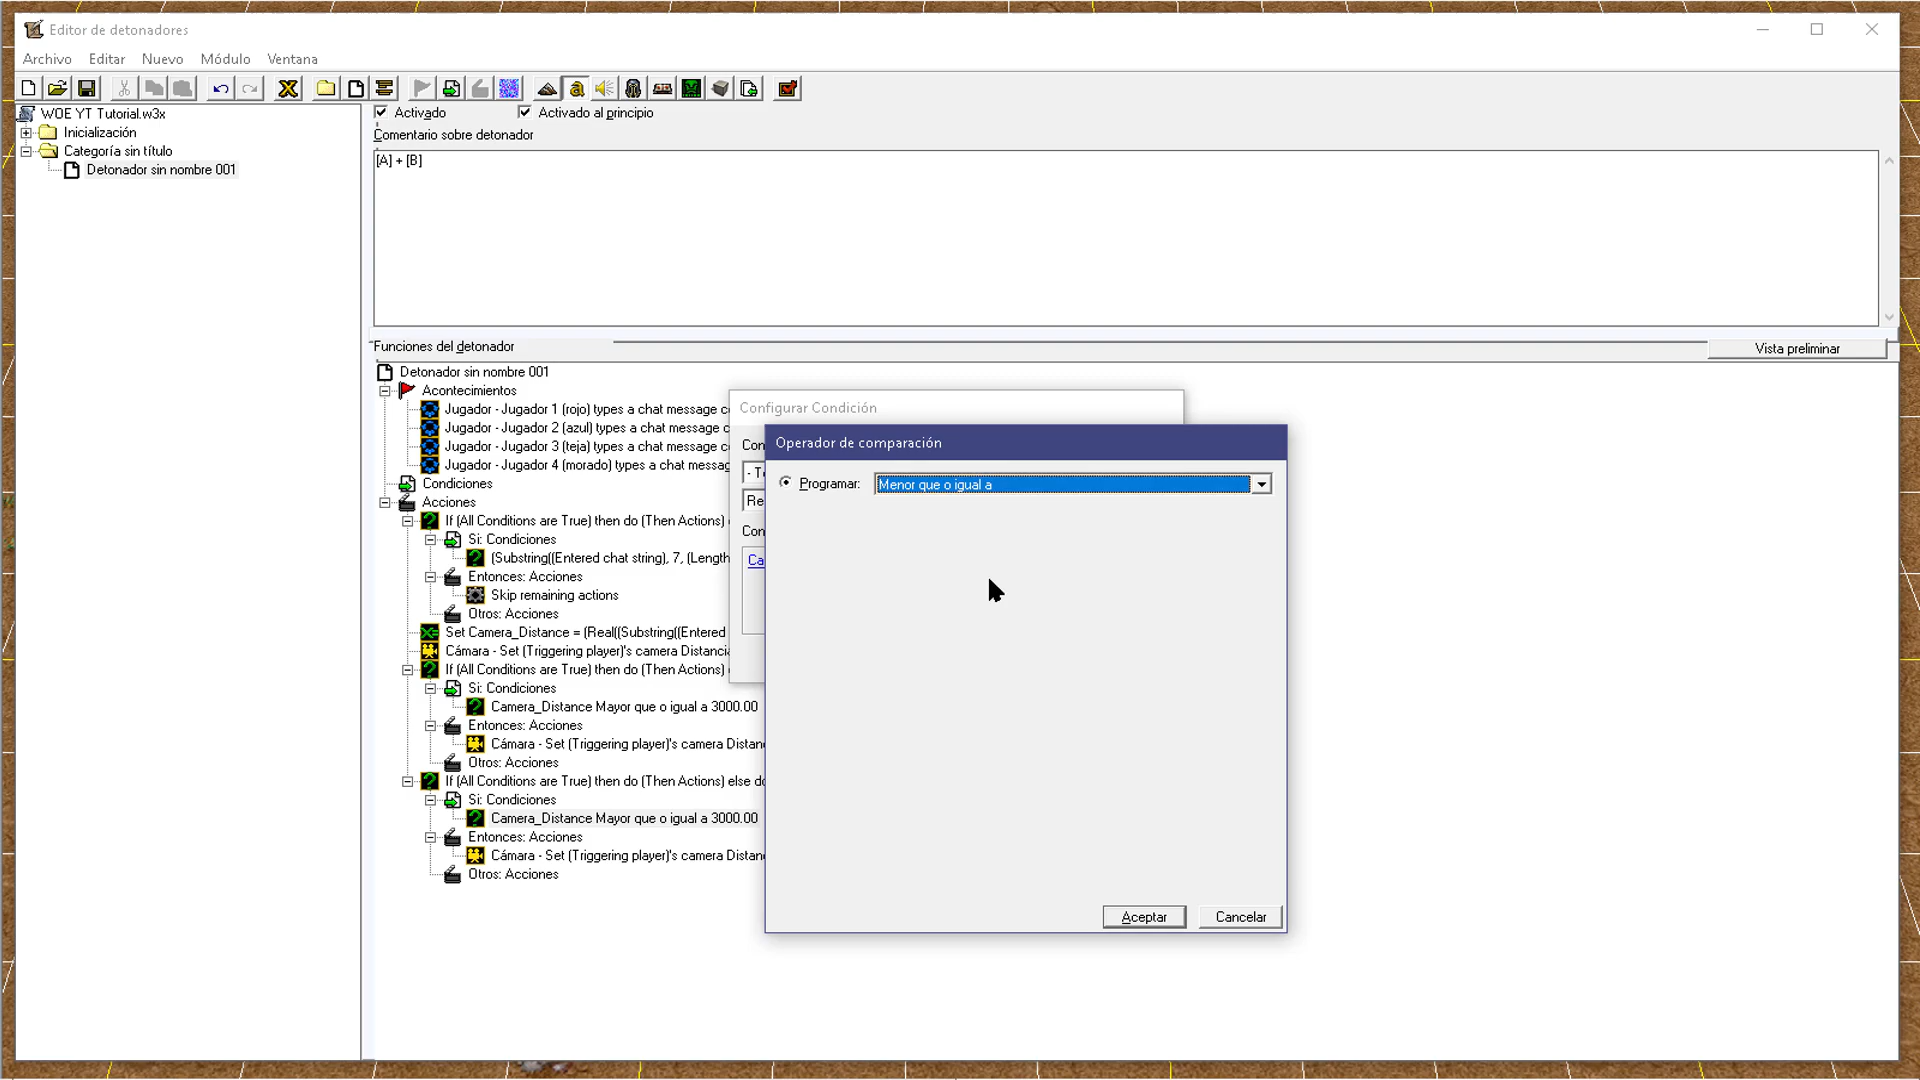 Editor de detonadores
Archivo Editar Nuevo Módulo Ventana
WOE YT Tutorial.w3x
Inicialización
Categoría sin título
Detonador sin nombre 001
Activado Activado al principio
Comentario sobre detonador
[A] + [B]
Funciones del detonador
Vista preliminar
Detonador sin nombre 001
Acontecimientos
Jugador - Jugador 1 (rojo) types a chat message
Jugador - Jugador 2 (azul) types a chat message
Jugador - Jugador 3 (teja) types a chat message
Jugador - Jugador 4 (morado) types a chat
Condiciones
Acciones
If (All Conditions are True) then do (Then Actions)
Si: Condiciones
(Substring((Entered chat string), 7, (Length
Entonces: Acciones
Skip remaining actions
Otros: Acciones
Set Camera_Distance = (Real((Substring((Entered
Cámara - Set (Triggering player)'s camera
If (All Conditions are True) then do (Then Actions)
Si: Condiciones
Camera_Distance Mayor que o igual a 3000.00
Entonces: Acciones
Cámara - Set (Triggering player)'s camera
Otros: Acciones
If (All Conditions are True) then do (Then Actions) else
Si: Condiciones
Camera_Distance Mayor que o igual a 3000.00
Entonces: Acciones
Cámara - Set (Triggering player)'s camera
Otros: Acciones
Configurar Condición
Operador de comparación
Programar: Menor que o igual a
Aceptar Cancelar